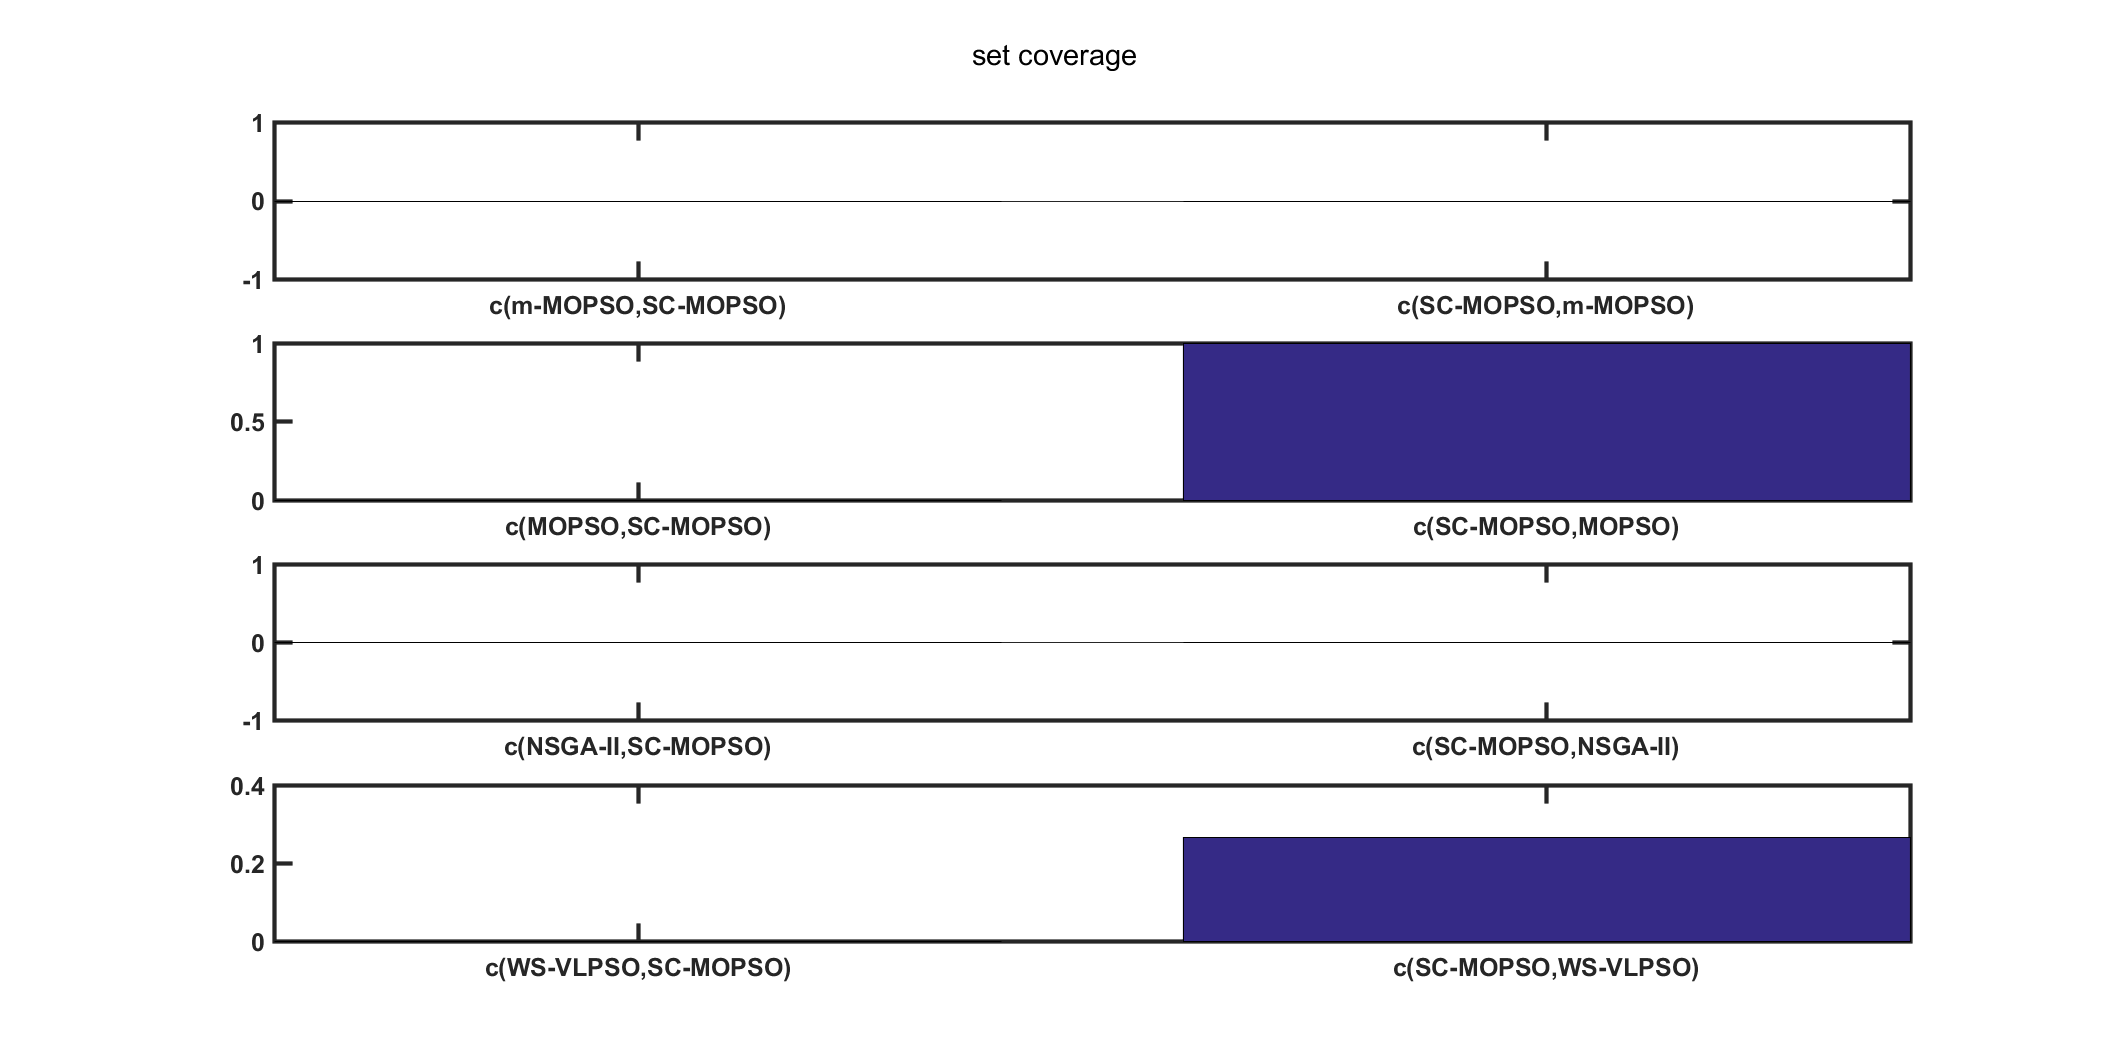 set coverage
1
0
-1
c(m-MOPSO,SC-MOPSO) c(SC-MOPSO,m-MOPSO)
1
0.5
0
c(MOPSO,SC-MOPSO) c(SC-MOPSO,MOPSO)
1
0
-1
c(NSGA-II,SC-MOPSO) c(SC-MOPSO,NSGA-II)
0.4
0.2
0
c(WS-VLPSO,SC-MOPSO) c(SC-MOPSO,WS-VLPSO)